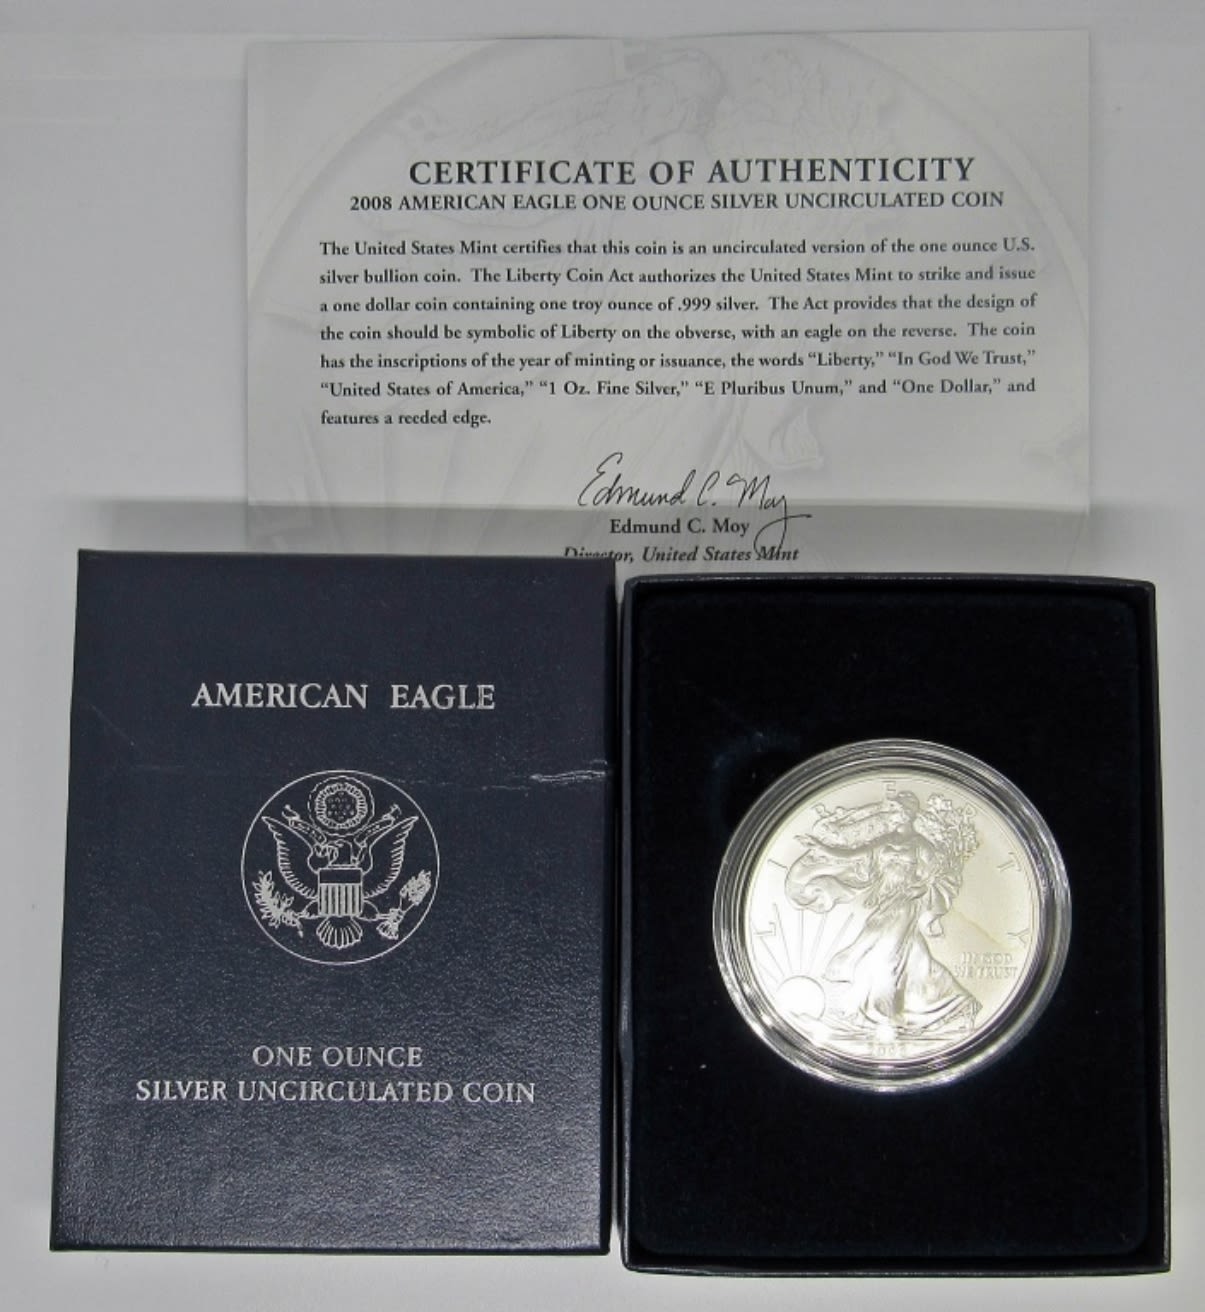 CERTIFICATE OF AUTHENTICITY
2008 AMERICAN EAGLE ONE OUNCE SILVER UNCIRCULATED COIN
The United States Mint certifies that this coin is an uncirculated version of the one ounce U.S.
silver bullion coin. The Liberty Coin Act authorizes the United States Mint to strike and issue
a one dollar coin containing one troy ounce of .999 silver. The Act provides that the design of
the coin should be symbolic of Liberty on the obverse, with an eagle on the reverse. The coin
has the inscriptions of the year of minting or issuance, the words “Liberty,” “In God We Trust,”
“United States of America,” “1 Oz. Fine Silver,” “E Pluribus Unum,” and “One Dollar,” and
features a reeded edge.
Edmund C. Moy
Edmund C. Moy
Director, United States Mint
AMERICAN EAGLE
ONE OUNCE
SILVER UNCIRCULATED COIN
LIBERTY
IN GOD
WE TRUST